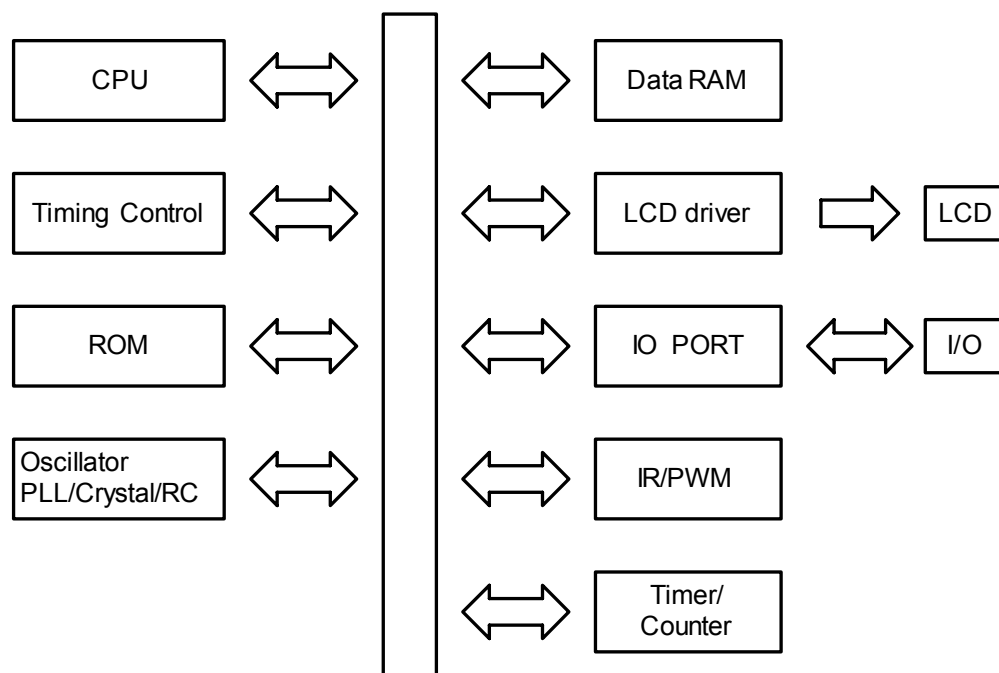 CPU
Data RAM
Timing Control
LCD driver
LCD
ROM
IO PORT
I/O
Oscillator
PLL/Crystal/RC
IR/PWM
Timer/
Counter